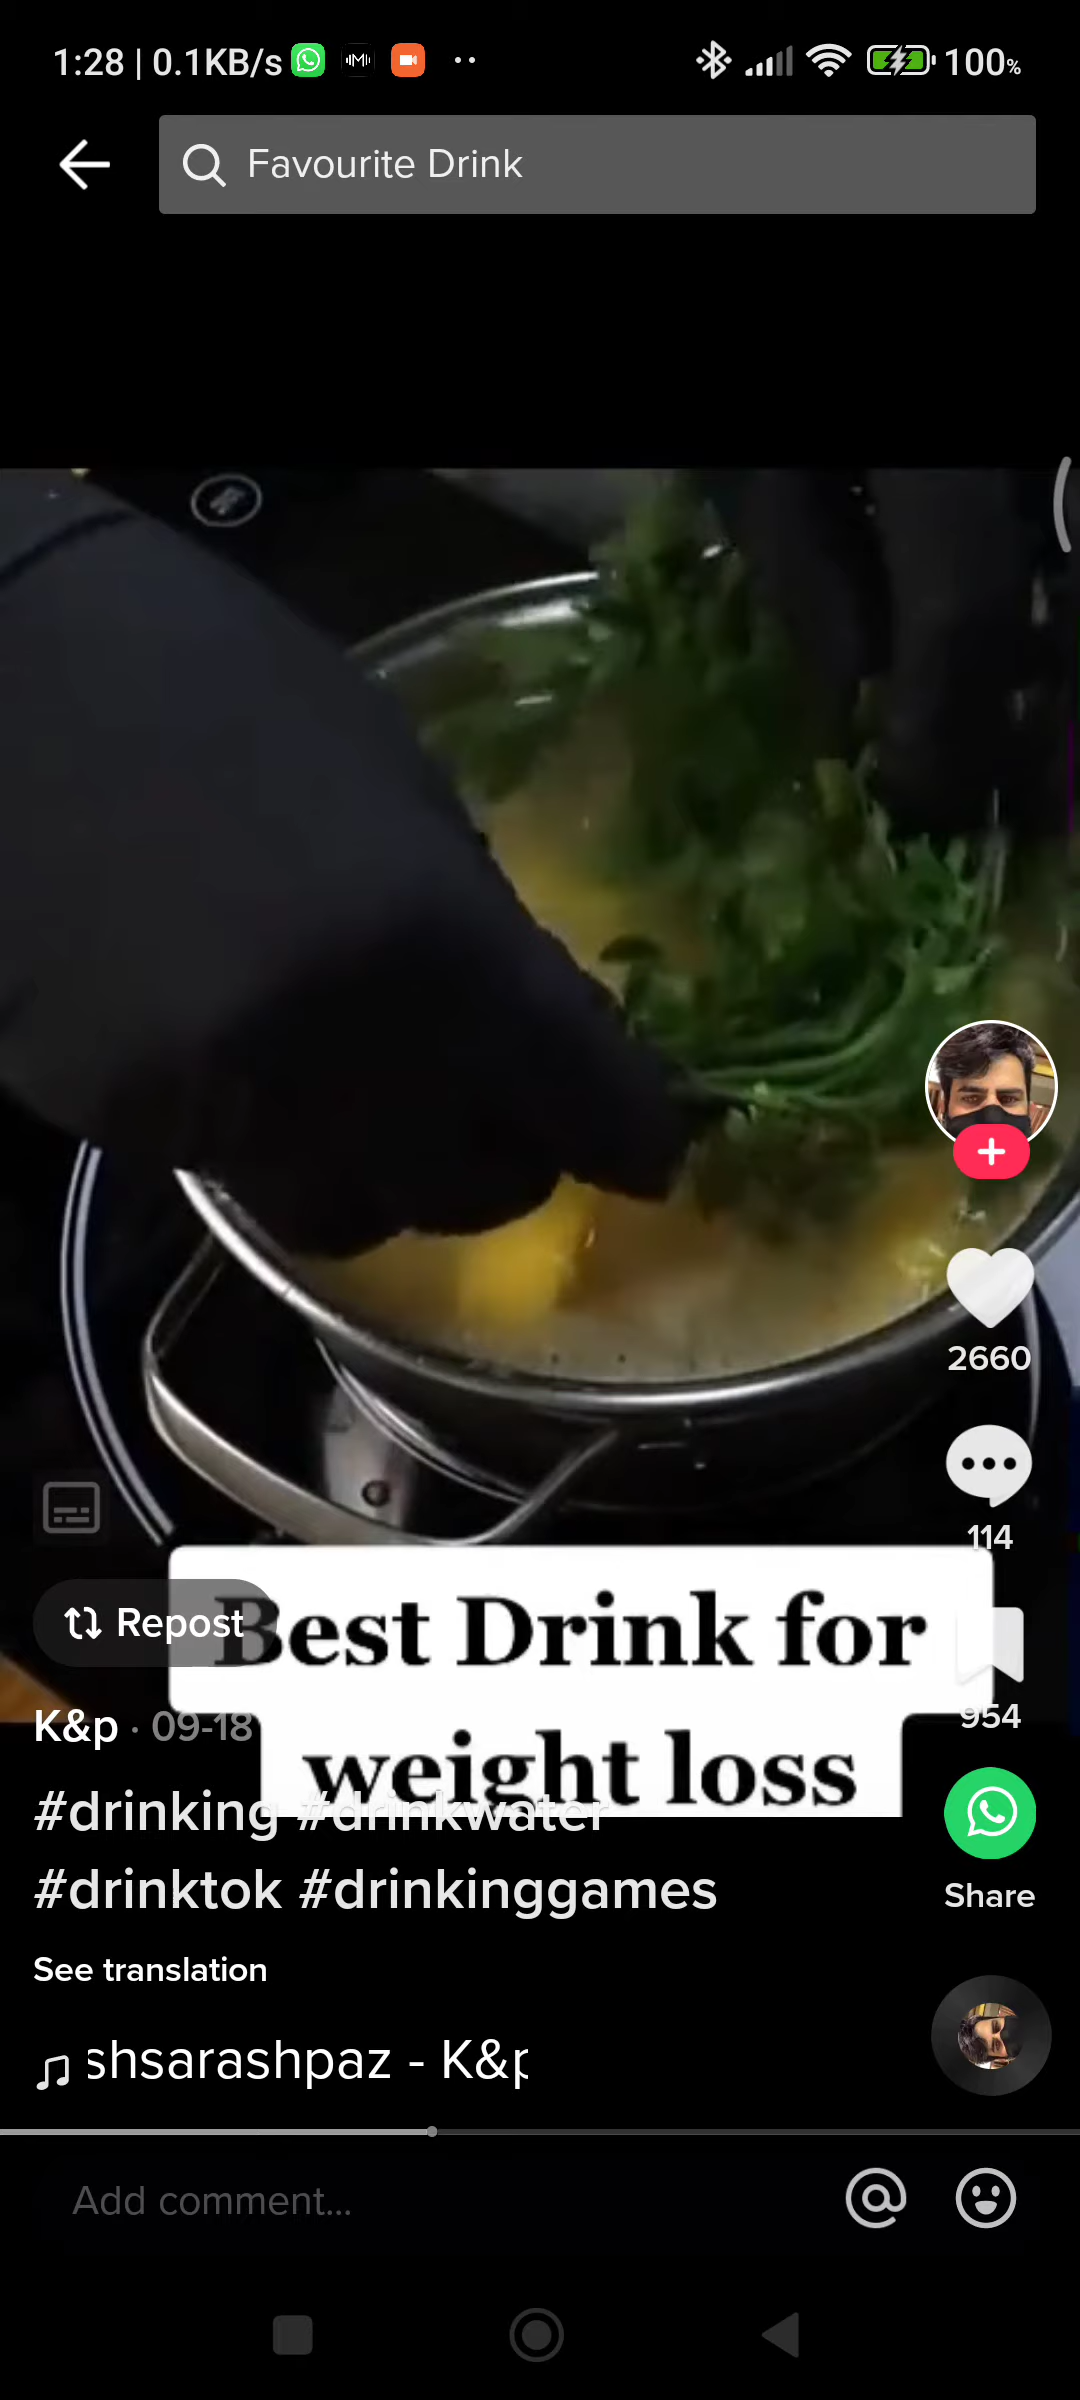 1:28 | 0.1KB/s
100%
Favourite Drink
2660
114
Best Drink for
weight loss
Repost
954
K&p · 09-18
#drinking #drinkwater
#drinktok #drinkinggames
Share
See translation
shsarashpaz - K&p
Add comment...